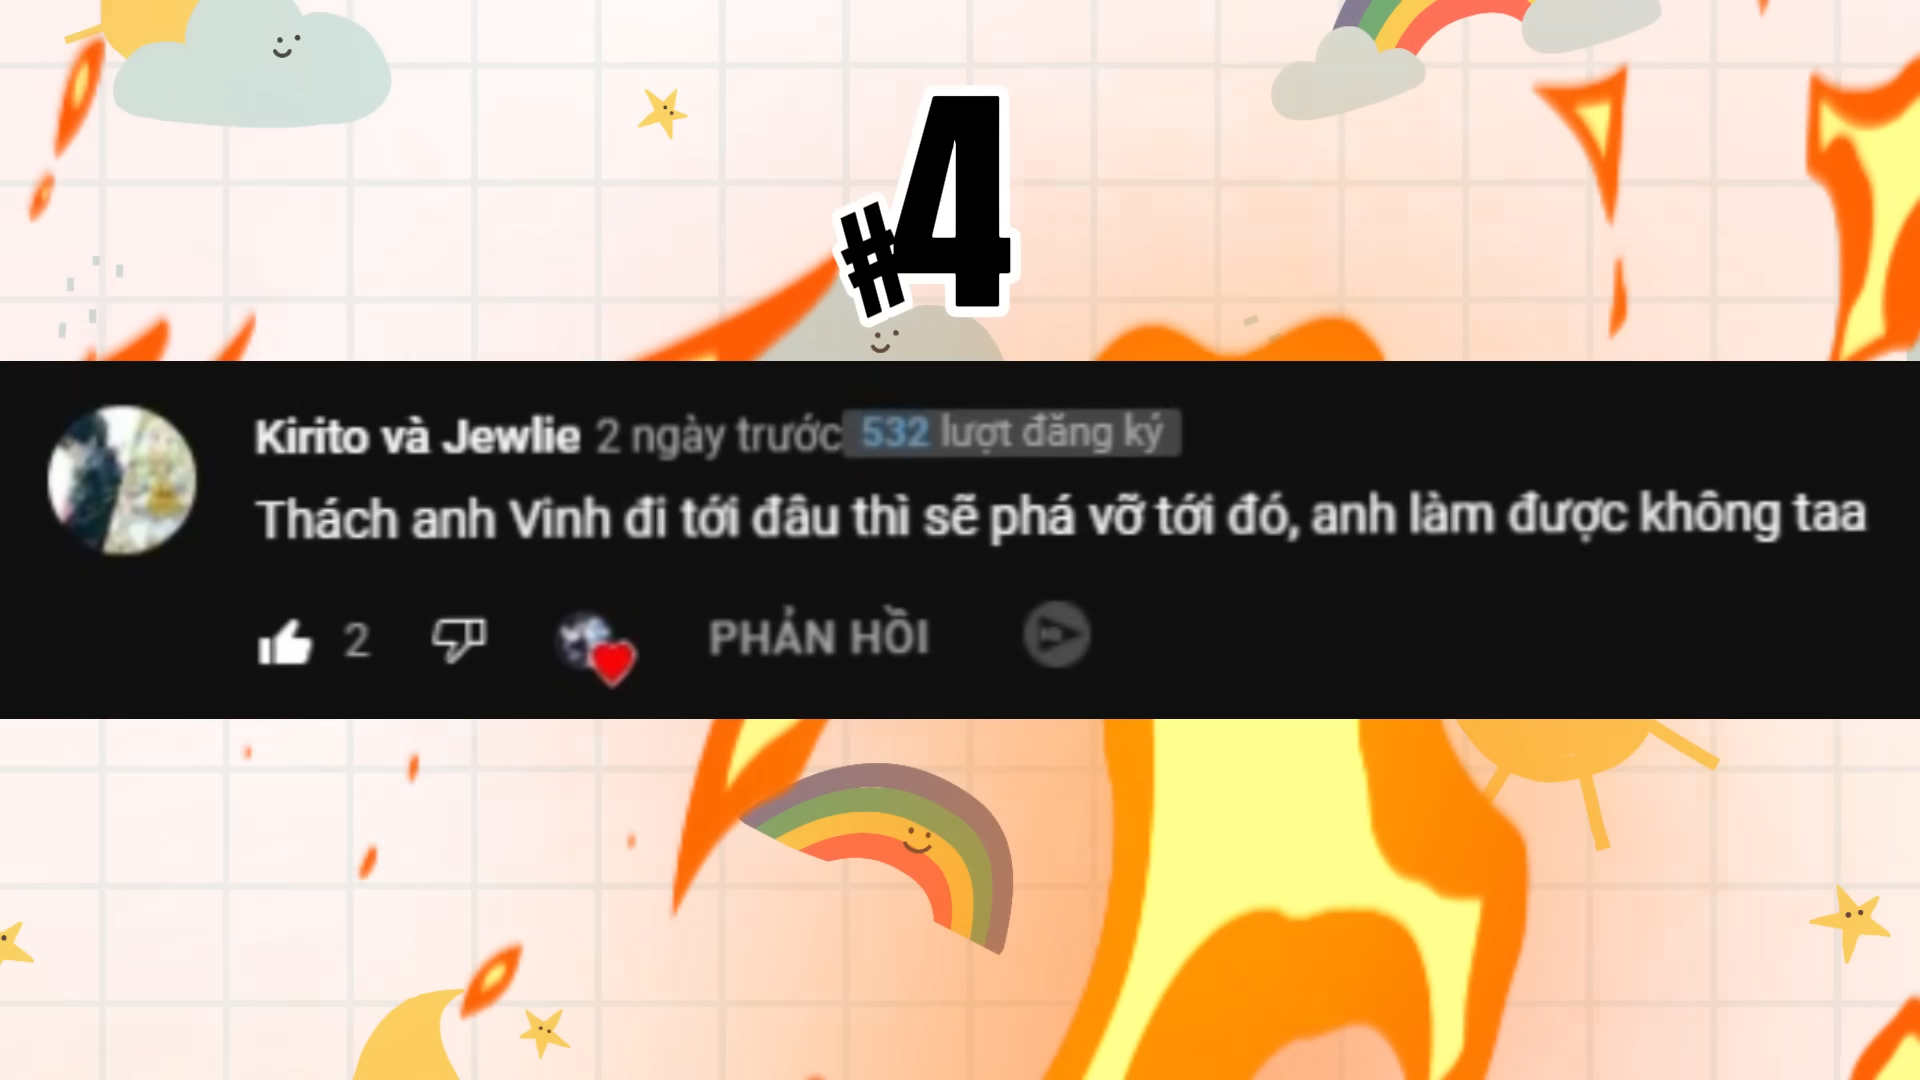 #4
Kirito và Jewlie 2 ngày trước 532 lượt đăng ký
Thách anh Vinh đi tới đâu thì sẽ phá vỡ tới đó, anh làm được không taa
2 PHẢN HỒI